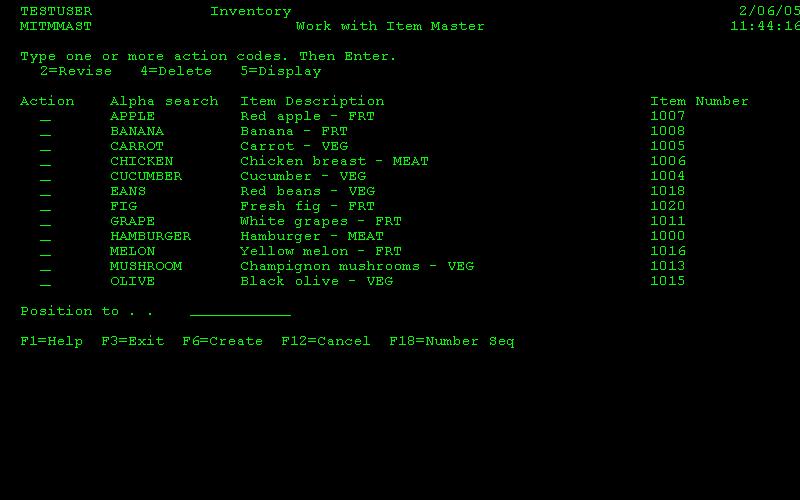 TESTUSER Inventory 2/06/05
MITMMAST Work with Item Master 11:44:16
Type one or more action codes. Then Enter.
2=Revise 4=Delete 5=Display
Action Alpha search Item Description Item Number
_ APPLE Red apple - FRT 1007
_ BANANA Banana - FRT 1008
_ CARROT Carrot - VEG 1005
_ CHICKEN Chicken breast - MEAT 1006
_ CUCUMBER Cucumber - VEG 1004
_ EANS Red beans - VEG 1018
_ FIG Fresh fig - FRT 1020
_ GRAPE White grapes - FRT 1011
_ HAMBURGER Hamburger - MEAT 1000
_ MELON Yellow melon - FRT 1016
_ MUSHROOM Champignon mushrooms - VEG 1013
_ OLIVE Black olive - VEG 1015
Position to . . __________
F1=Help F3=Exit F6=Create F12=Cancel F18=Number Seq